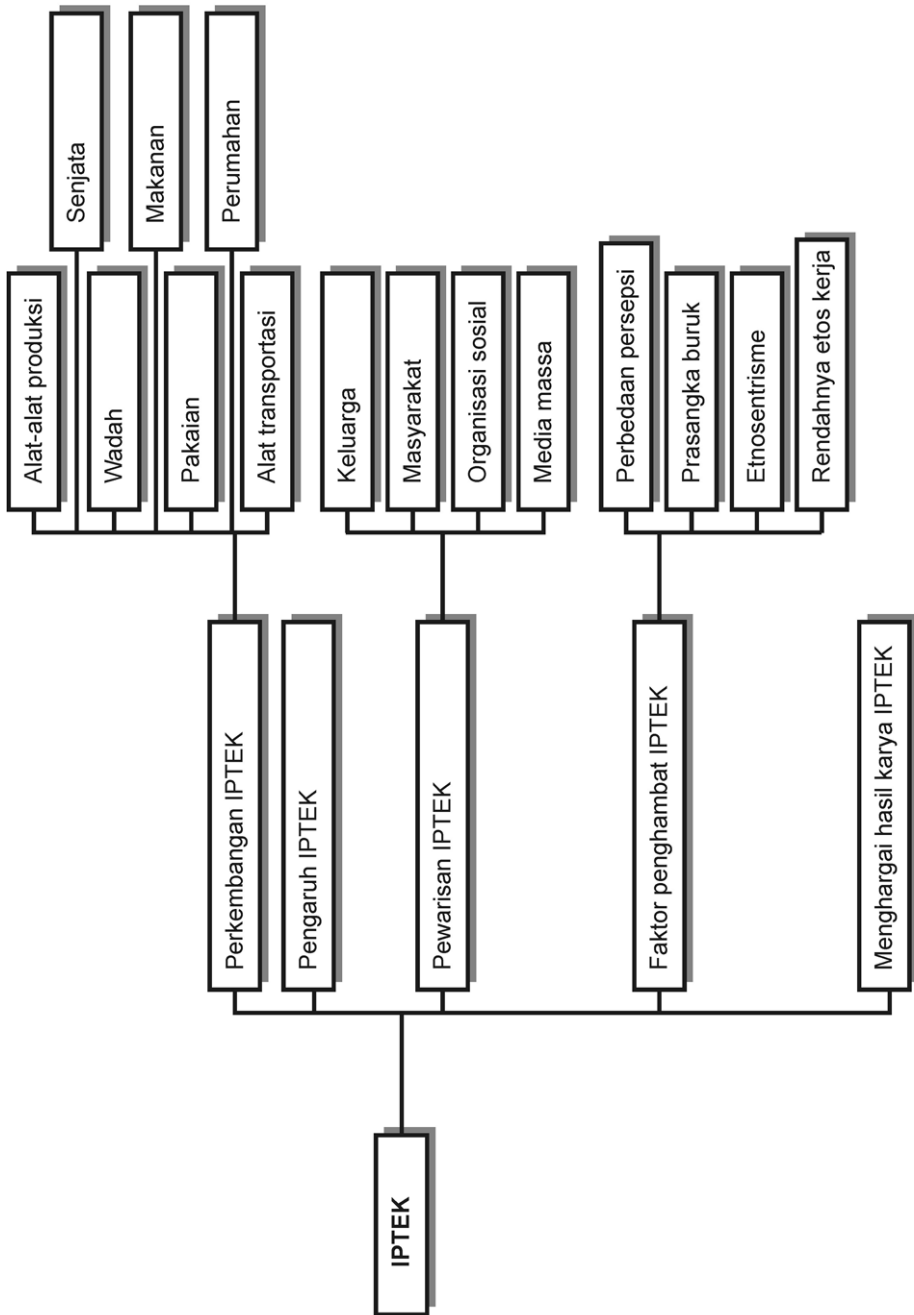 IPTEK
Perkembangan IPTEK
Alat-alat produksi
Senjata
Wadah
Makanan
Pakaian
Perumahan
Alat transportasi
Pengaruh IPTEK
Pewarisan IPTEK
Keluarga
Masyarakat
Organisasi sosial
Media massa
Faktor penghambat IPTEK
Perbedaan persepsi
Prasangka buruk
Etnosentrisme
Rendahnya etos kerja
Menghargai hasil karya IPTEK